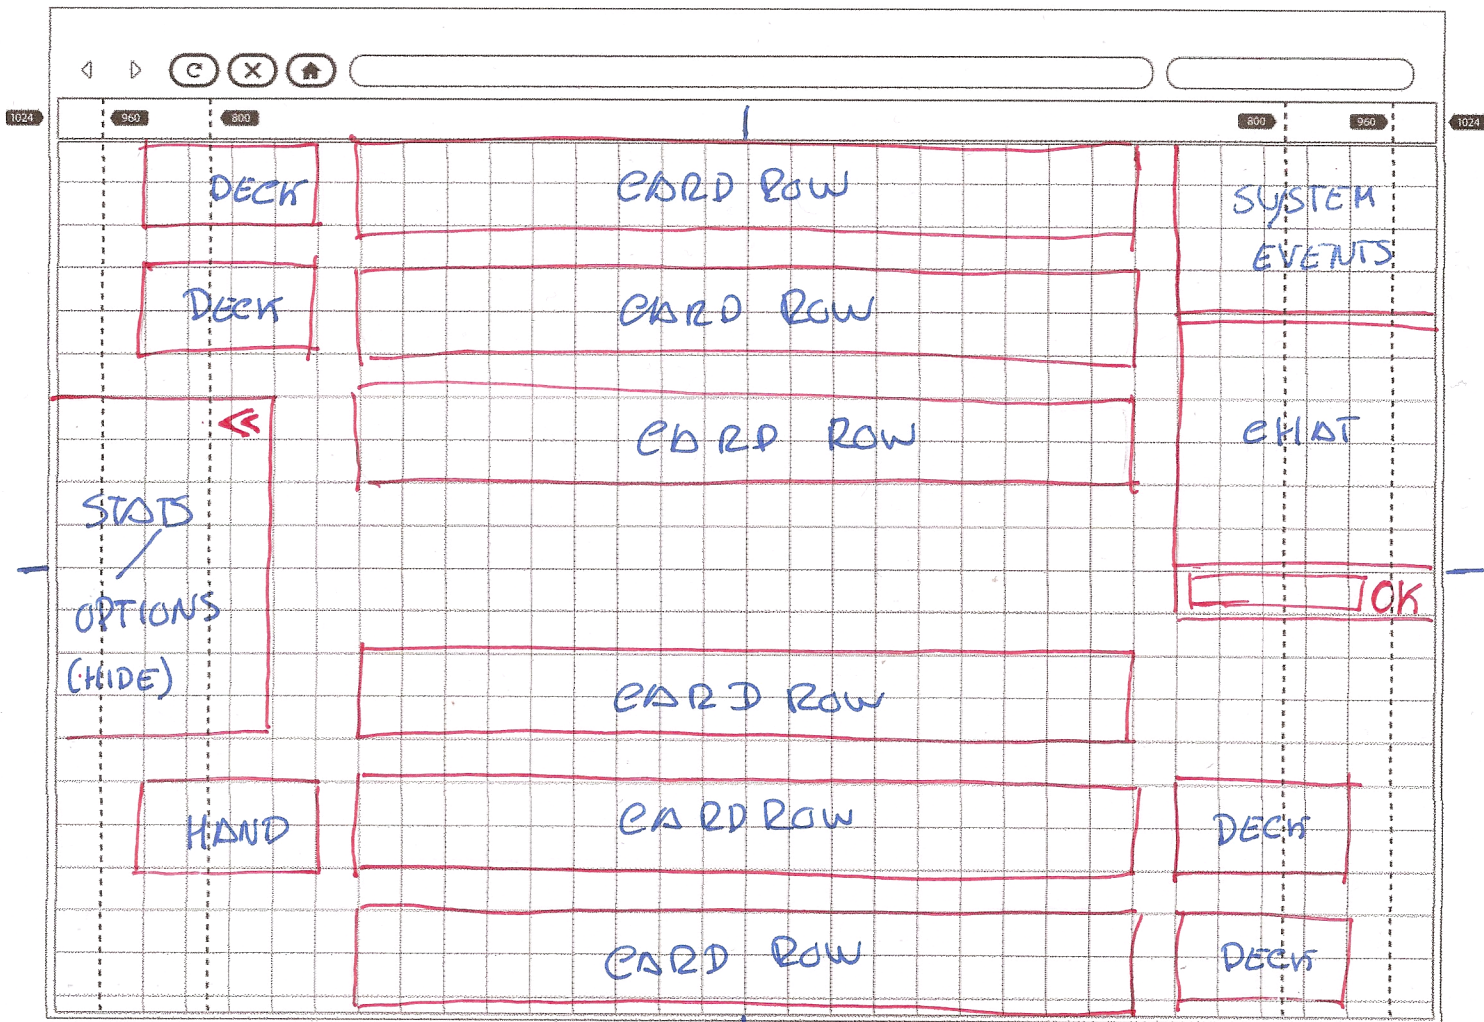 1024
960
800
800
960
1024
DECK
CARD ROW
SYSTEM
EVENTS
DECK
CARD ROW
<<
CARD ROW
CHAT
STATS
/
OPTIONS
(HIDE)
OK
CARD ROW
HAND
CARD ROW
DECK
CARD ROW
DECK